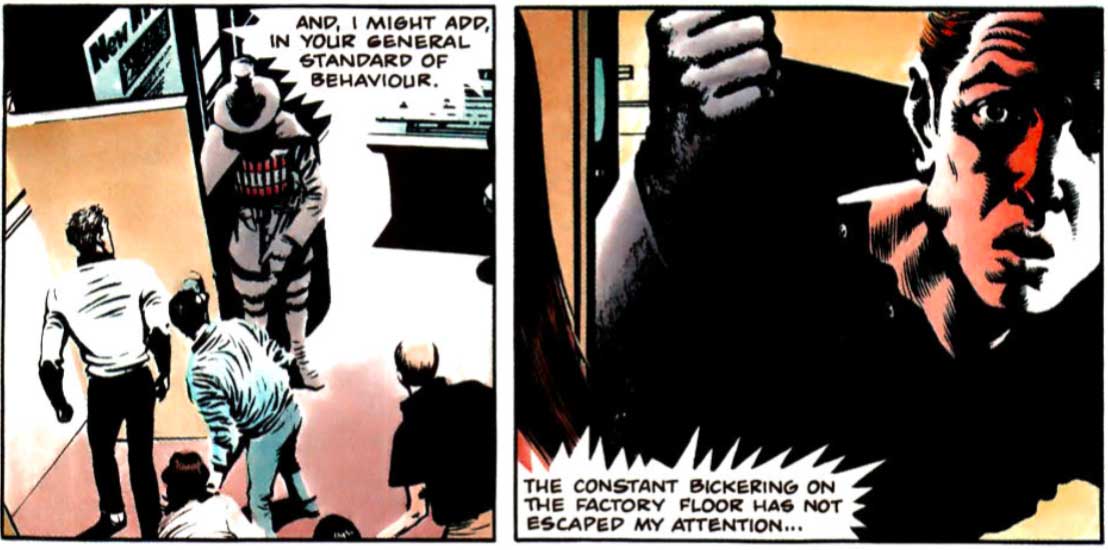 AND, I MIGHT ADD,
IN YOUR GENERAL
STANDARD OF
BEHAVIOUR.
THE CONSTANT BICKERING ON
THE FACTORY FLOOR HAS NOT
ESCAPED MY ATTENTION...